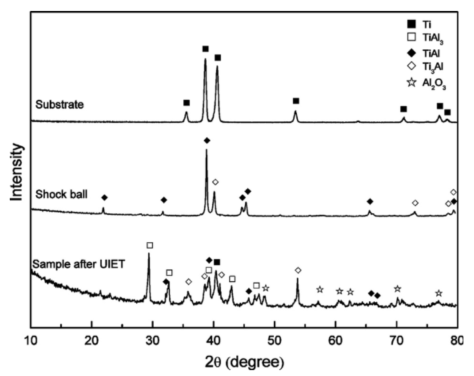 Ti
TiAl3
TiAl
Ti3Al
Al2O3
Substrate
Shock ball
Sample after UIET
Intensity
10 20 30 40 50 60 70 80
2θ (degree)